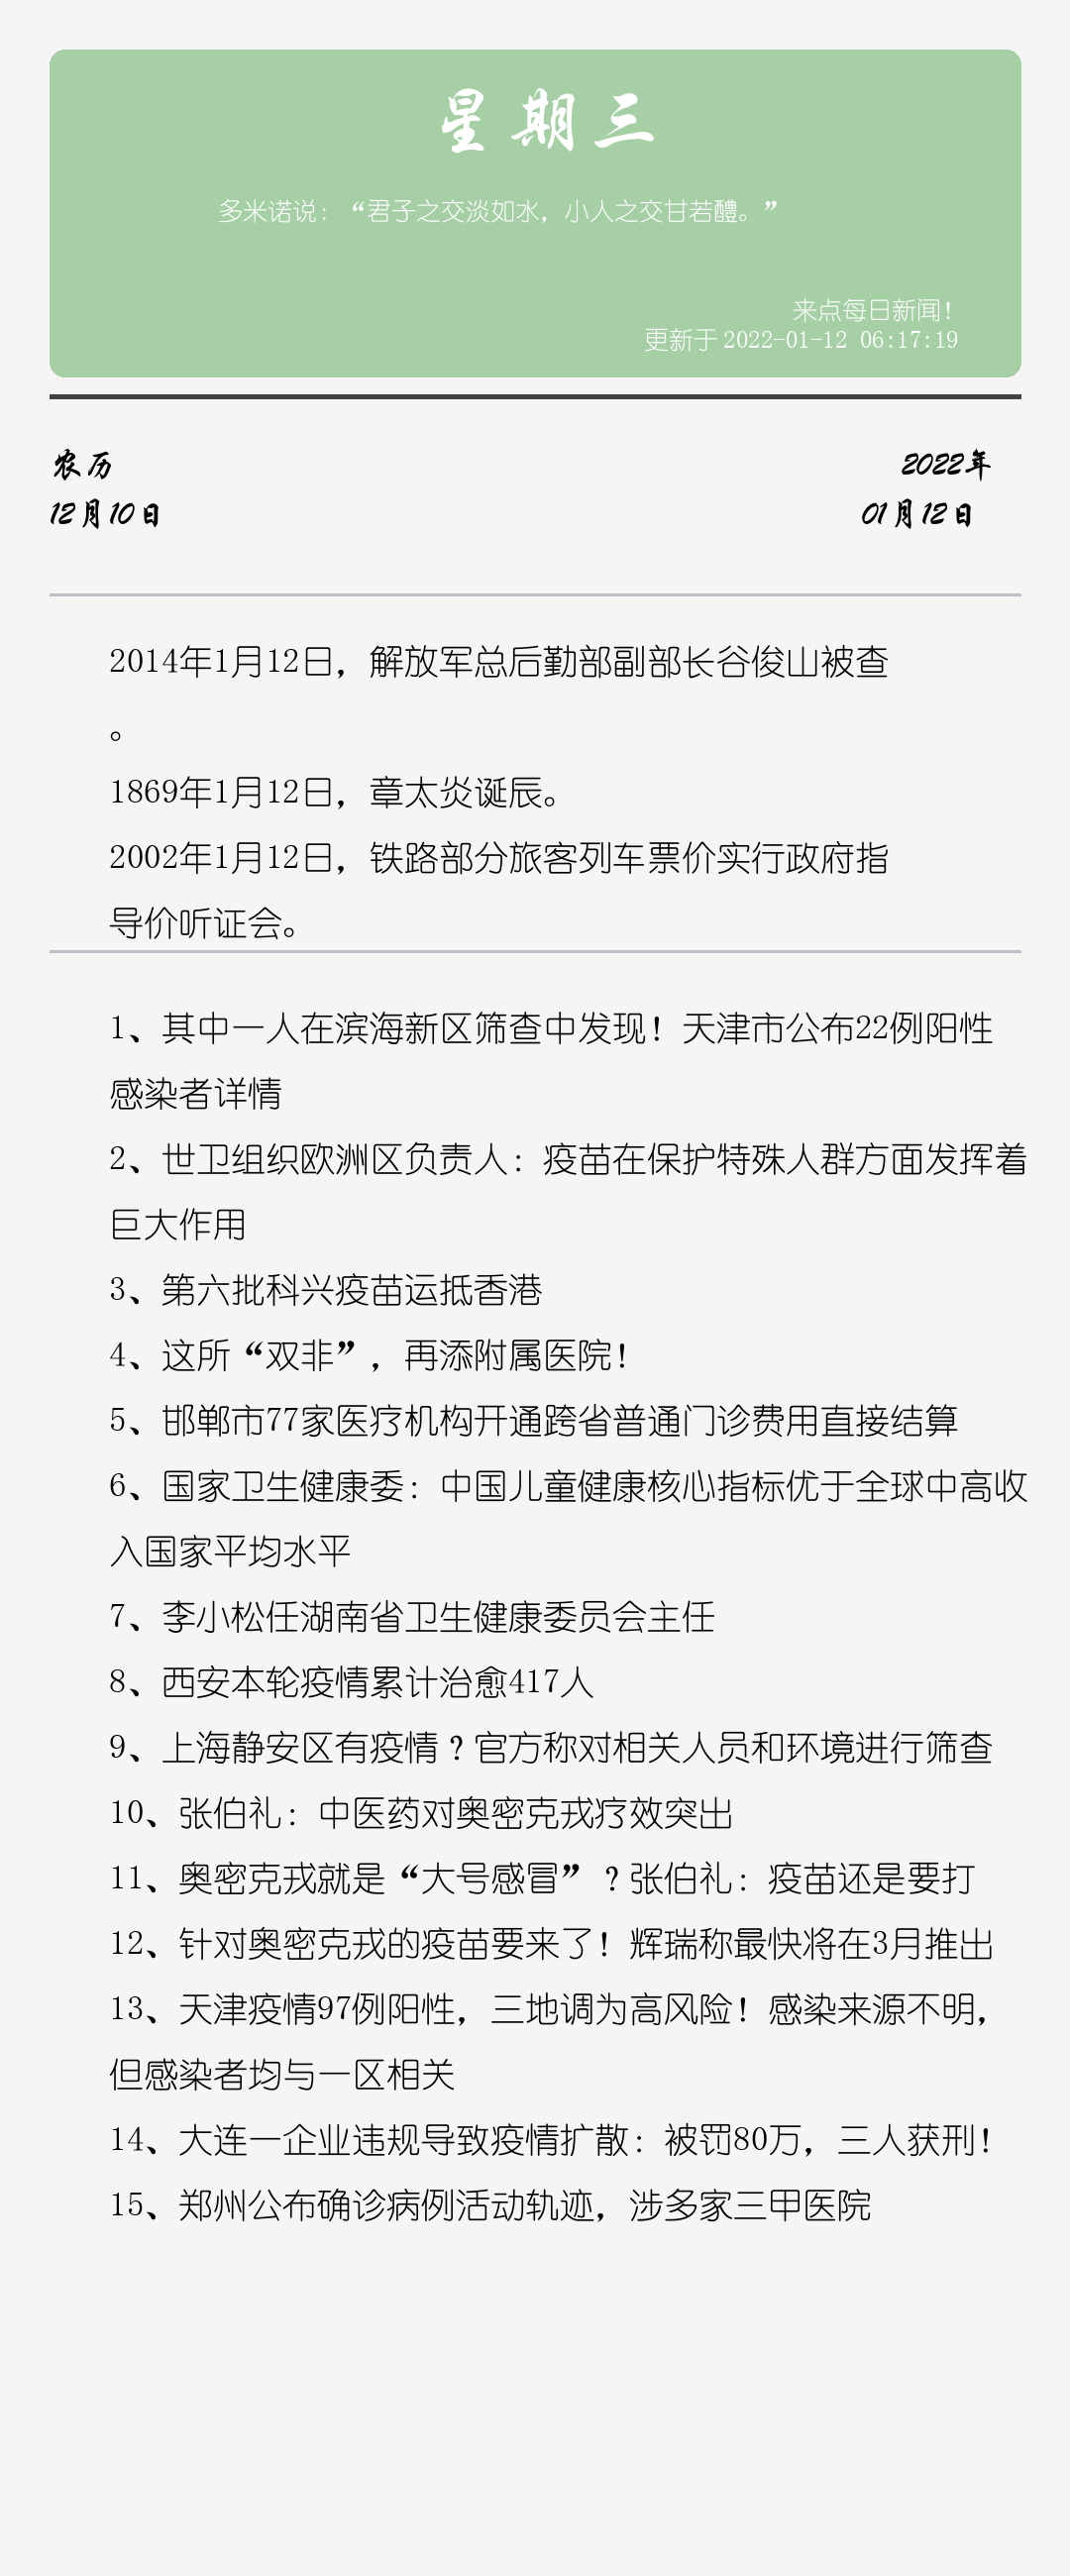 星期三
多米诺说：“君子之交淡如水，小人之交甘若醴。”
来点每日新闻！
更新于 2022-01-12 06:17:19
农历
2022年
12月10日
01月12日
2014年1月12日，解放军总后勤部副部长谷俊山被查
。
1869年1月12日，章太炎诞辰。
2002年1月12日，铁路部分旅客列车票价实行政府指
导价听证会。
1、其中一人在滨海新区筛查中发现！天津市公布22例阳性
感染者详情
2、世卫组织欧洲区负责人：疫苗在保护特殊人群方面发挥着
巨大作用
3、第六批科兴疫苗运抵香港
4、这所“双非”，再添附属医院！
5、邯郸市77家医疗机构开通跨省普通门诊费用直接结算
6、国家卫生健康委：中国儿童健康核心指标优于全球中高收
入国家平均水平
7、李小松任湖南省卫生健康委员会主任
8、西安本轮疫情累计治愈417人
9、上海静安区有疫情？官方称对相关人员和环境进行筛查
10、张伯礼：中医药对奥密克戎疗效突出
11、奥密克戎就是“大号感冒”？张伯礼：疫苗还是要打
12、针对奥密克戎的疫苗要来了！辉瑞称最快将在3月推出
13、天津疫情97例阳性，三地调为高风险！感染来源不明，
但感染者均与一区相关
14、大连一企业违规导致疫情扩散：被罚80万，三人获刑！
15、郑州公布确诊病例活动轨迹，涉多家三甲医院